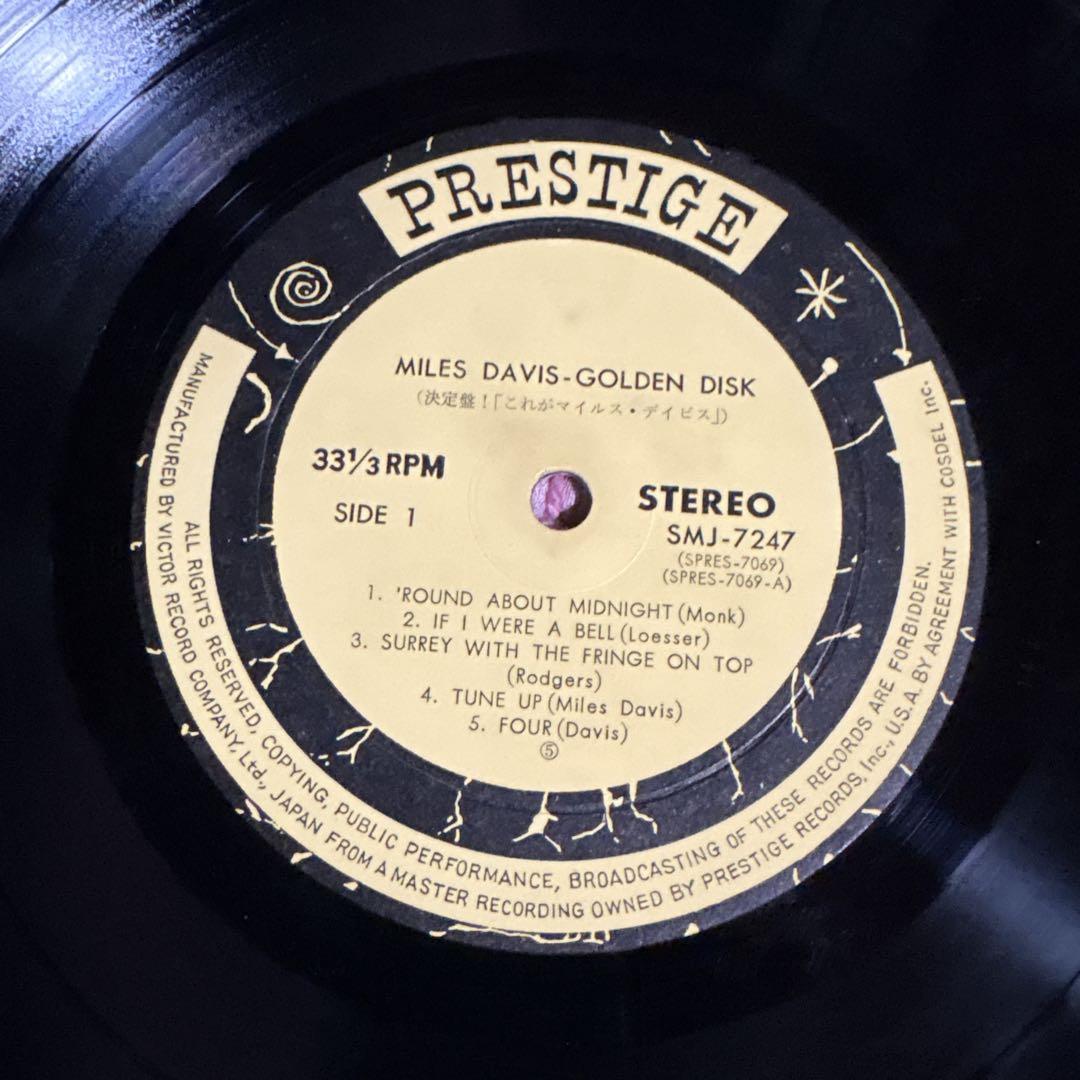 PRESTIGE
MILES DAVIS-GOLDEN DISK
(決定盤!「これがマイルス・デイビス」)
33⅓ RPM
SIDE 1
STEREO
SMJ-7247
(SPRES-7069)
(SPRES-7069-A)
1. 'ROUND ABOUT MIDNIGHT (Monk)
2. IF I WERE A BELL (Loesser)
3. SURREY WITH THE FRINGE ON TOP
(Rodgers)
4. TUNE UP (Miles Davis)
5. FOUR (Davis)
⑤
ALL RIGHTS RESERVED, COPYING, PUBLIC PERFORMANCE, BROADCASTING OF THESE RECORDS ARE FORBIDDEN.
MANUFACTURED BY VICTOR RECORD COMPANY, Ltd., JAPAN FROM A MASTER RECORDING OWNED BY PRESTIGE RECORDS, Inc., U.S.A. BY AGREEMENT WITH COSDEL Inc.